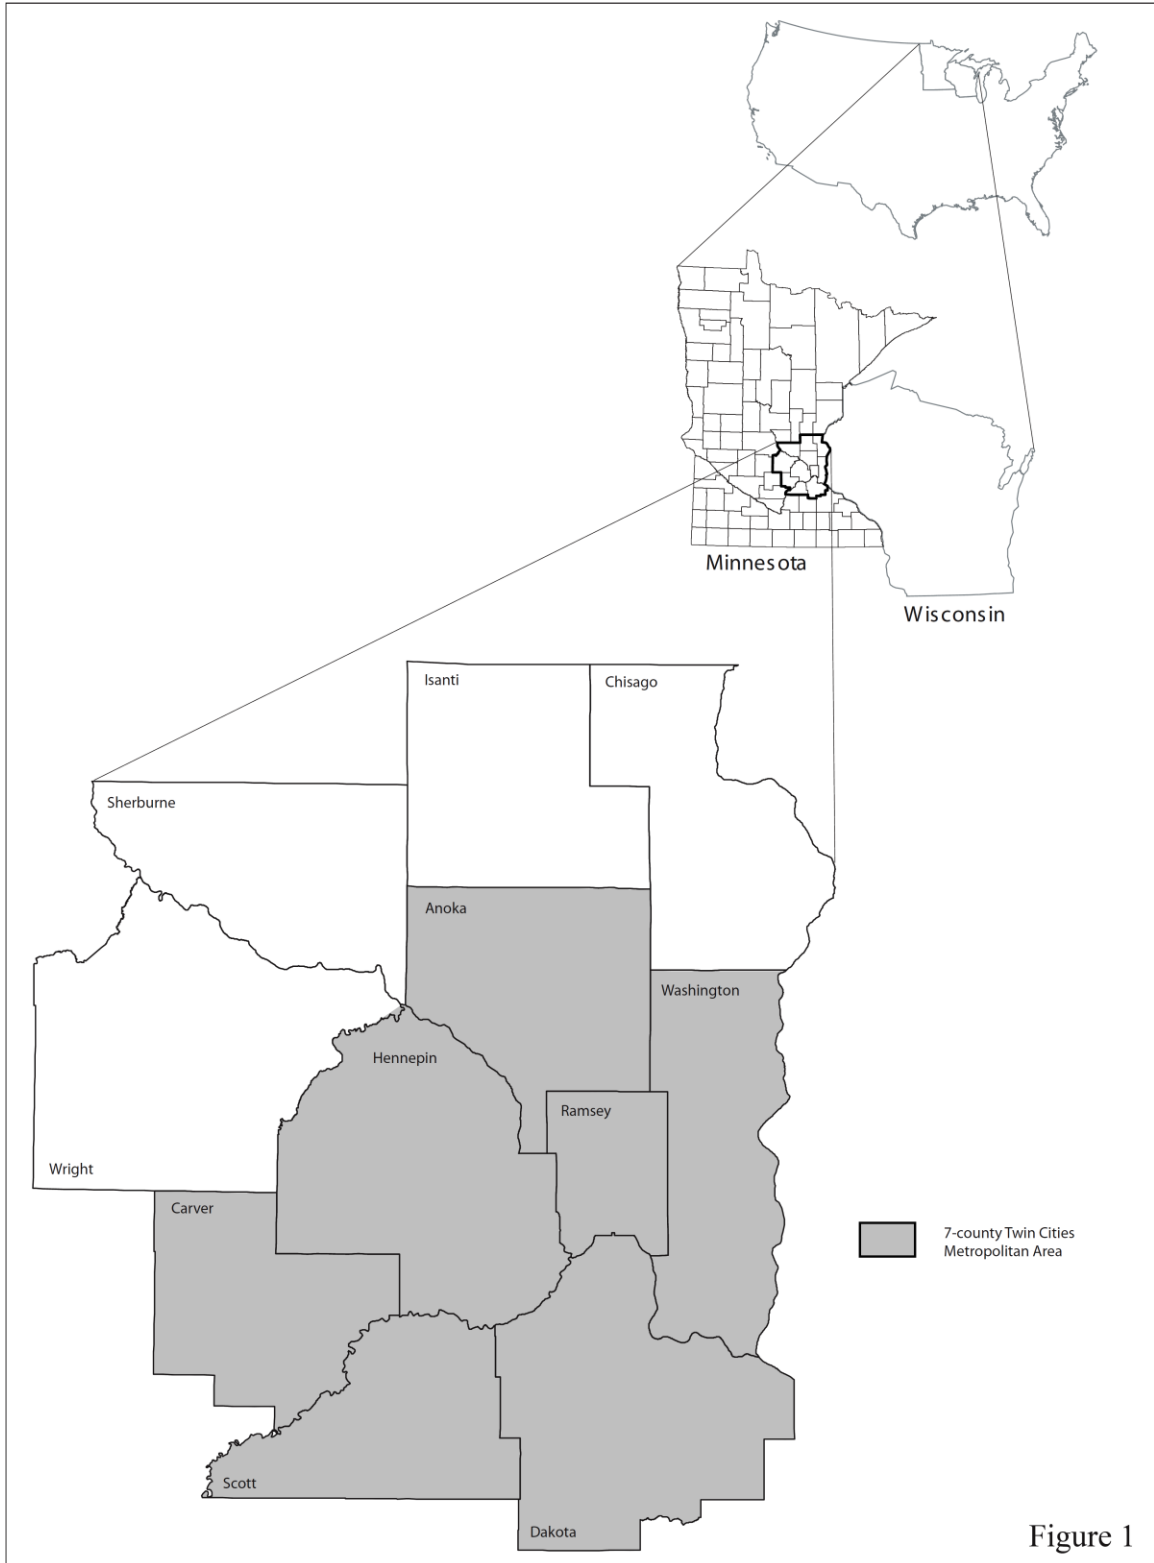 Minnesota
Wisconsin
Isanti
Chisago
Sherburne
Anoka
Washington
Hennepin
Ramsey
Wright
Carver
7-county Twin Cities
Metropolitan Area
Scott
Dakota
Figure 1